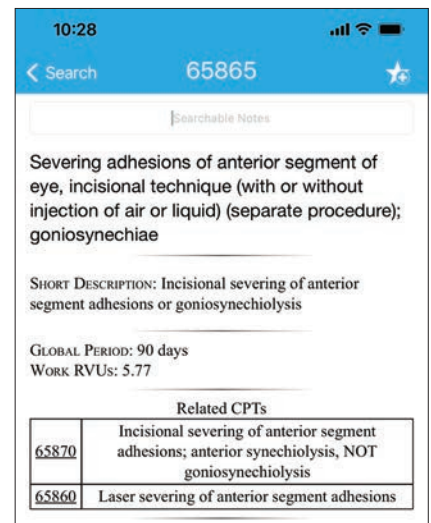 10:28
Search
65865
Searchable Notes
Severing adhesions of anterior segment of
eye, incisional technique (with or without
injection of air or liquid) (separate procedure);
goniosynechiae
Short Description: Incisional severing of anterior
segment adhesions or goniosynechiolysis
Global Period: 90 days
Work RVUs: 5.77
Related CPTs
65870
Incisional severing of anterior segment
adhesions; anterior synechiolysis, NOT
goniosynechiolysis
65860
Laser severing of anterior segment adhesions